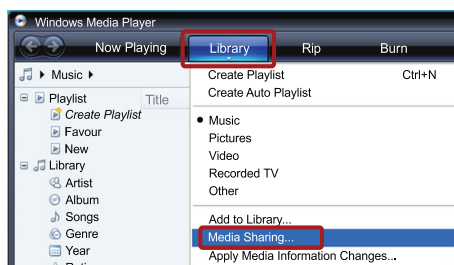 Windows Media Player
Now Playing Library Rip Burn
Music
Playlist Title
Create Playlist
Favour
New
Library
Artist
Album
Songs
Genre
Year
Create Playlist Ctrl+N
Create Auto Playlist
Music
Pictures
Video
Recorded TV
Other
Add to Library...
Media Sharing...
Apply Media Information Changes...